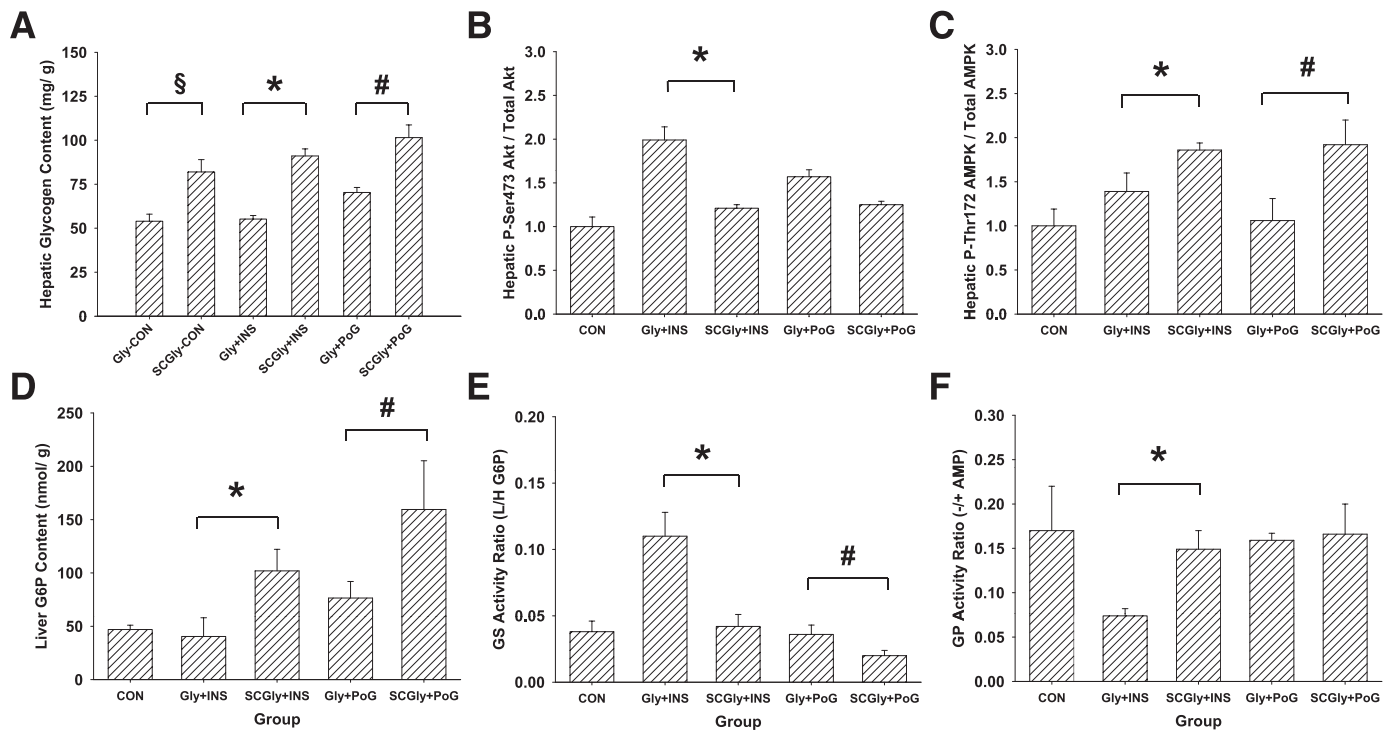 A
Hepatic Glycogen Content (mg/ g)
150
125
100
75
50
25
0
§
*
#
Gly-CON
SCGly-CON
Gly+INS
SCGly+INS
Gly+PoG
SCGly+PoG
B
Hepatic P-Ser473 Akt / Total Akt
3.0
2.5
2.0
1.5
1.0
0.5
0.0
*
CON
Gly+INS
SCGly+INS
Gly+PoG
SCGly+PoG
C
Hepatic P-Thr172 AMPK / Total AMPK
3.0
2.5
2.0
1.5
1.0
0.5
0.0
*
#
CON
Gly+INS
SCGly+INS
Gly+PoG
SCGly+PoG
D
Liver G6P Content (nmol/ g)
250
200
150
100
50
0
*
#
CON
Gly+INS
SCGly+INS
Gly+PoG
SCGly+PoG
Group
E
GS Activity Ratio (L/H G6P)
0.20
0.15
0.10
0.05
0.00
*
#
CON
Gly+INS
SCGly+INS
Gly+PoG
SCGly+PoG
Group
F
GP Activity Ratio (-/+ AMP)
0.30
0.25
0.20
0.15
0.10
0.05
0.00
*
CON
Gly+INS
SCGly+INS
Gly+PoG
SCGly+PoG
Group